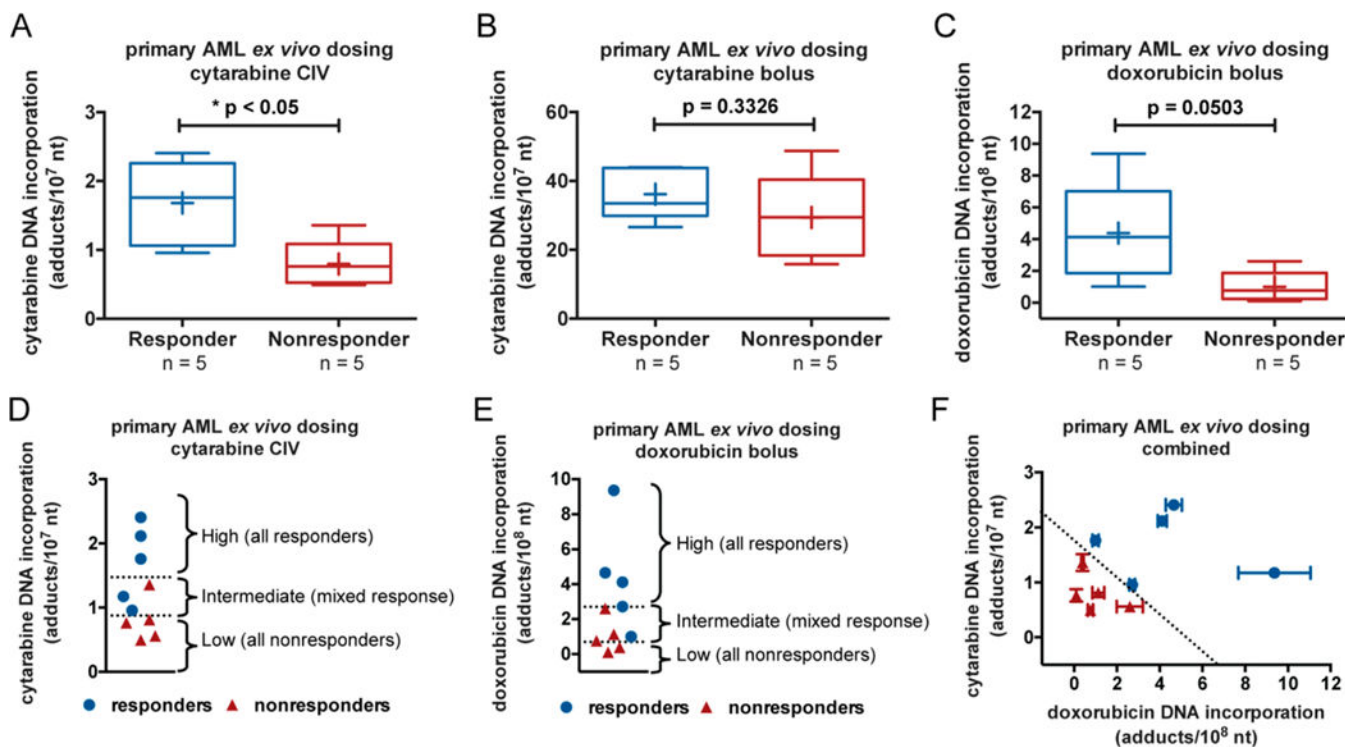 A
primary AML ex vivo dosing
cytarabine CIV
cytarabine DNA incorporation
(adducts/10⁷ nt)
3
2
1
0
* p < 0.05
Responder
n = 5
Nonresponder
n = 5
B
primary AML ex vivo dosing
cytarabine bolus
cytarabine DNA incorporation
(adducts/10⁷ nt)
60
40
20
0
p = 0.3326
Responder
n = 5
Nonresponder
n = 5
C
primary AML ex vivo dosing
doxorubicin bolus
doxorubicin DNA incorporation
(adducts/10⁸ nt)
12
10
8
6
4
2
0
p = 0.0503
Responder
n = 5
Nonresponder
n = 5
D
primary AML ex vivo dosing
cytarabine CIV
cytarabine DNA incorporation
(adducts/10⁷ nt)
3
2
1
0
High (all responders)
Intermediate (mixed response)
Low (all nonresponders)
responders nonresponders
E
primary AML ex vivo dosing
doxorubicin bolus
doxorubicin DNA incorporation
(adducts/10⁸ nt)
10
8
6
4
2
0
High (all responders)
Intermediate (mixed response)
Low (all nonresponders)
responders nonresponders
F
primary AML ex vivo dosing
combined
cytarabine DNA incorporation
(adducts/10⁷ nt)
3
2
1
0
0 2 4 6 8 10 12
doxorubicin DNA incorporation
(adducts/10⁸ nt)